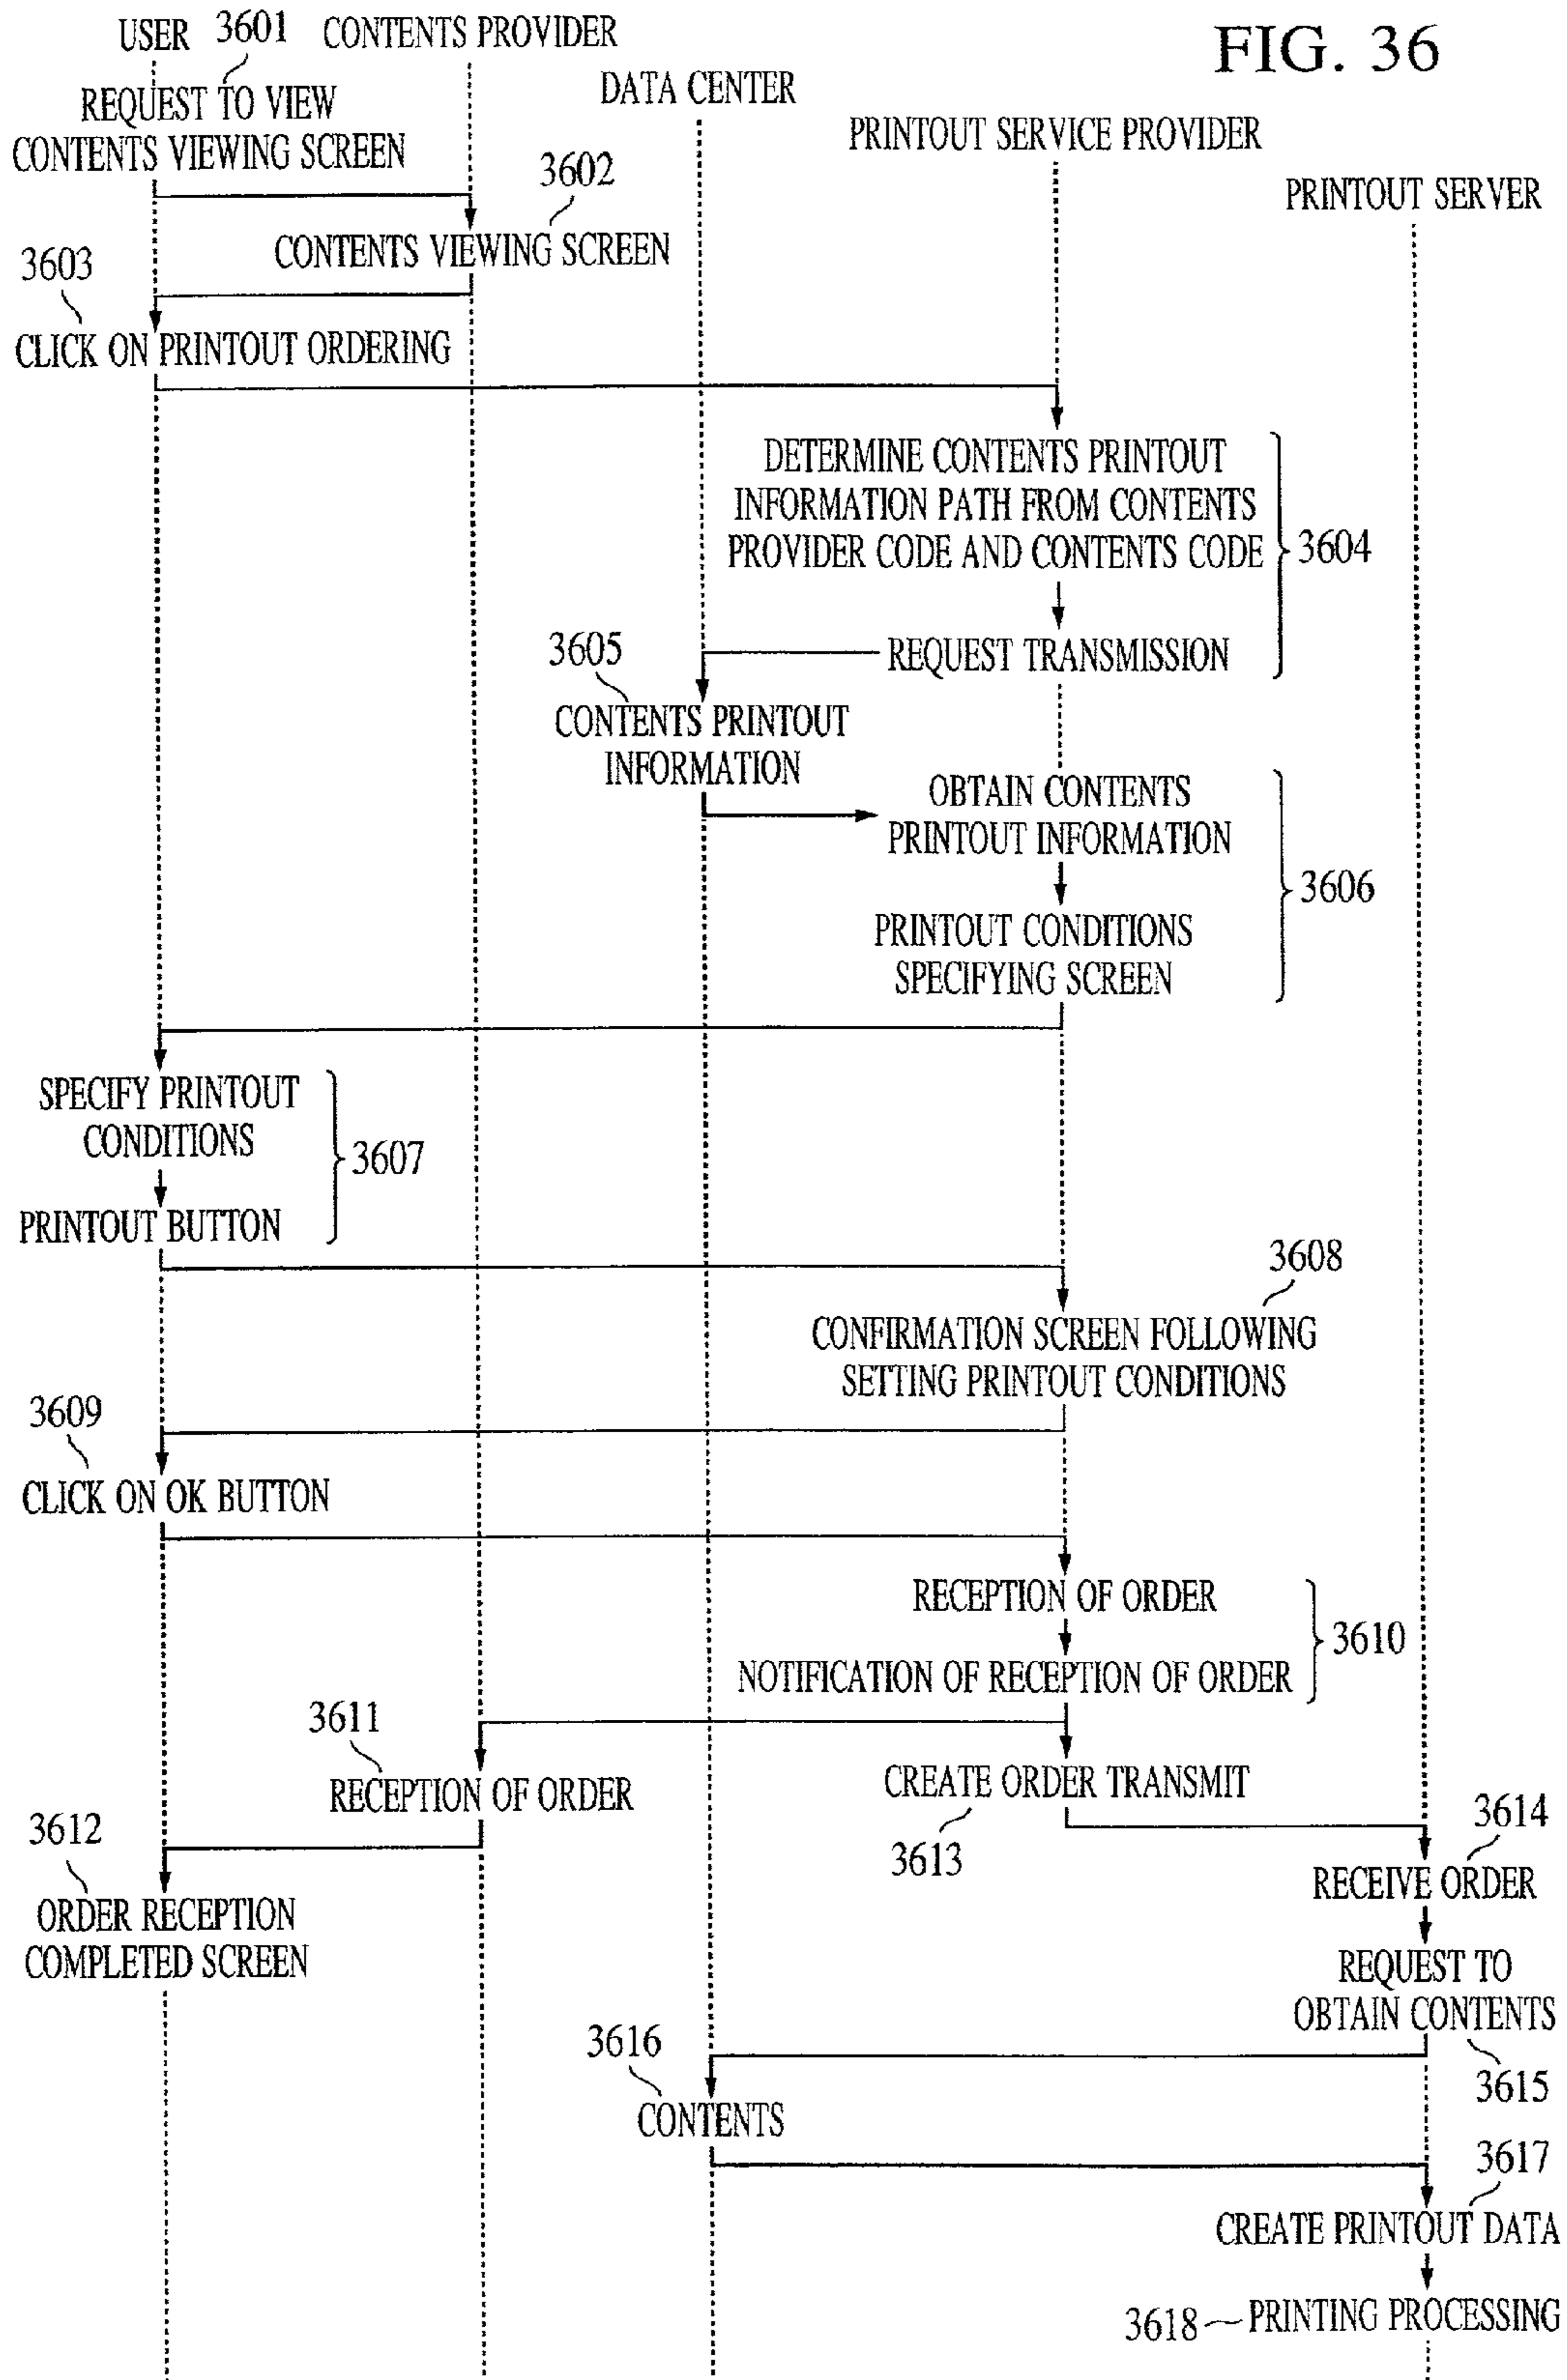 FIG. 36
USER
3601
CONTENTS PROVIDER
DATA CENTER
PRINTOUT SERVICE PROVIDER
PRINTOUT SERVER
REQUEST TO VIEW
CONTENTS VIEWING SCREEN
3602
CONTENTS VIEWING SCREEN
3603
CLICK ON PRINTOUT ORDERING
DETERMINE CONTENTS PRINTOUT
INFORMATION PATH FROM CONTENTS
PROVIDER CODE AND CONTENTS CODE
3604
REQUEST TRANSMISSION
3605
CONTENTS PRINTOUT
INFORMATION
OBTAIN CONTENTS
PRINTOUT INFORMATION
3606
PRINTOUT CONDITIONS
SPECIFYING SCREEN
SPECIFY PRINTOUT
CONDITIONS
3607
PRINTOUT BUTTON
3608
CONFIRMATION SCREEN FOLLOWING
SETTING PRINTOUT CONDITIONS
3609
CLICK ON OK BUTTON
RECEPTION OF ORDER
3610
NOTIFICATION OF RECEPTION OF ORDER
3611
RECEPTION OF ORDER
CREATE ORDER TRANSMIT
3613
3612
ORDER RECEPTION
COMPLETED SCREEN
3614
RECEIVE ORDER
REQUEST TO
OBTAIN CONTENTS
3615
3616
CONTENTS
3617
CREATE PRINTOUT DATA
3618
PRINTING PROCESSING